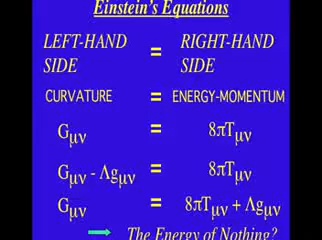 Einstein's Equations
LEFT-HAND SIDE = RIGHT-HAND SIDE
CURVATURE = ENERGY-MOMENTUM
Gμν = 8πTμν
Gμν - Λgμν = 8πTμν
Gμν = 8πTμν + Λgμν
The Energy of Nothing?